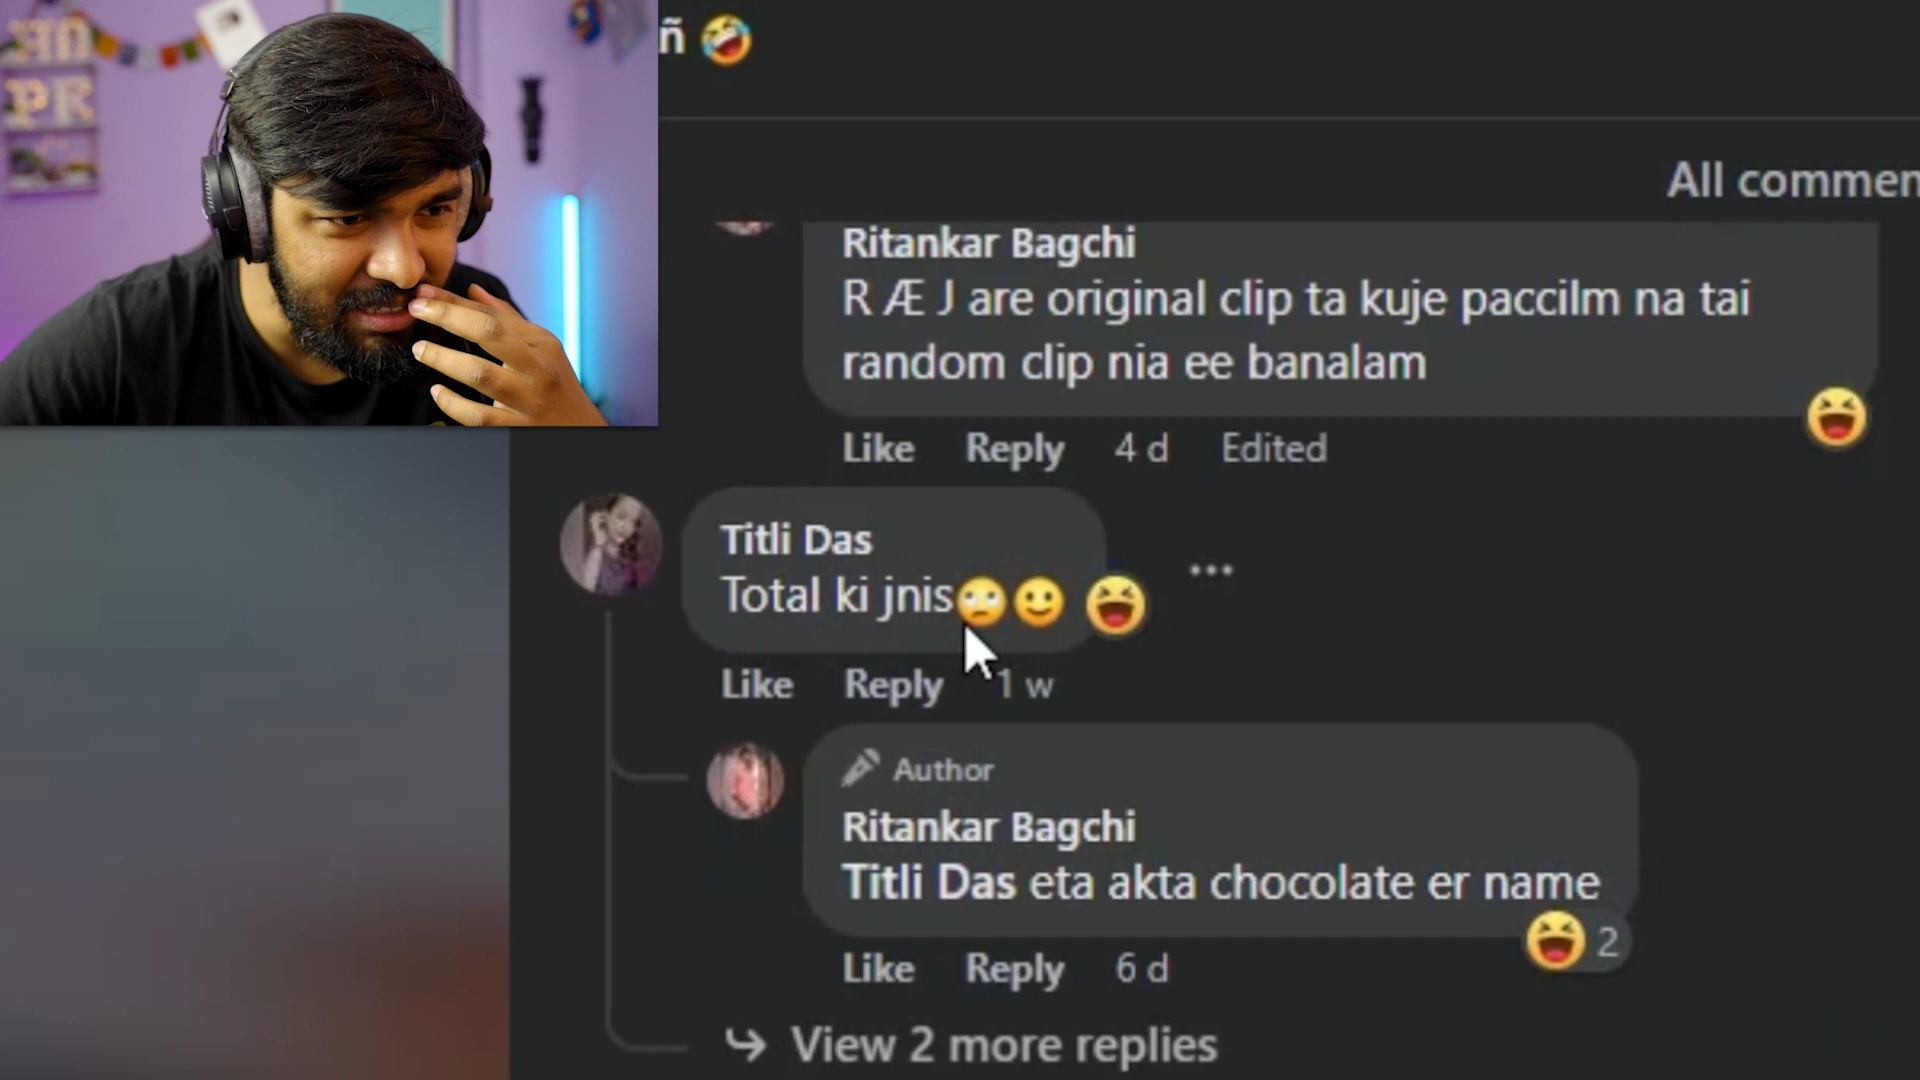 HO
PR
ñ 🤣
All commen
Ritankar Bagchi
R Æ J are original clip ta kuje paccilm na tai
random clip nia ee banalam
Like Reply 4 d Edited
Titli Das
Total ki jnis🙄🙂
Like Reply 1 w
Author
Ritankar Bagchi
Titli Das eta akta chocolate er name
2
Like Reply 6 d
View 2 more replies